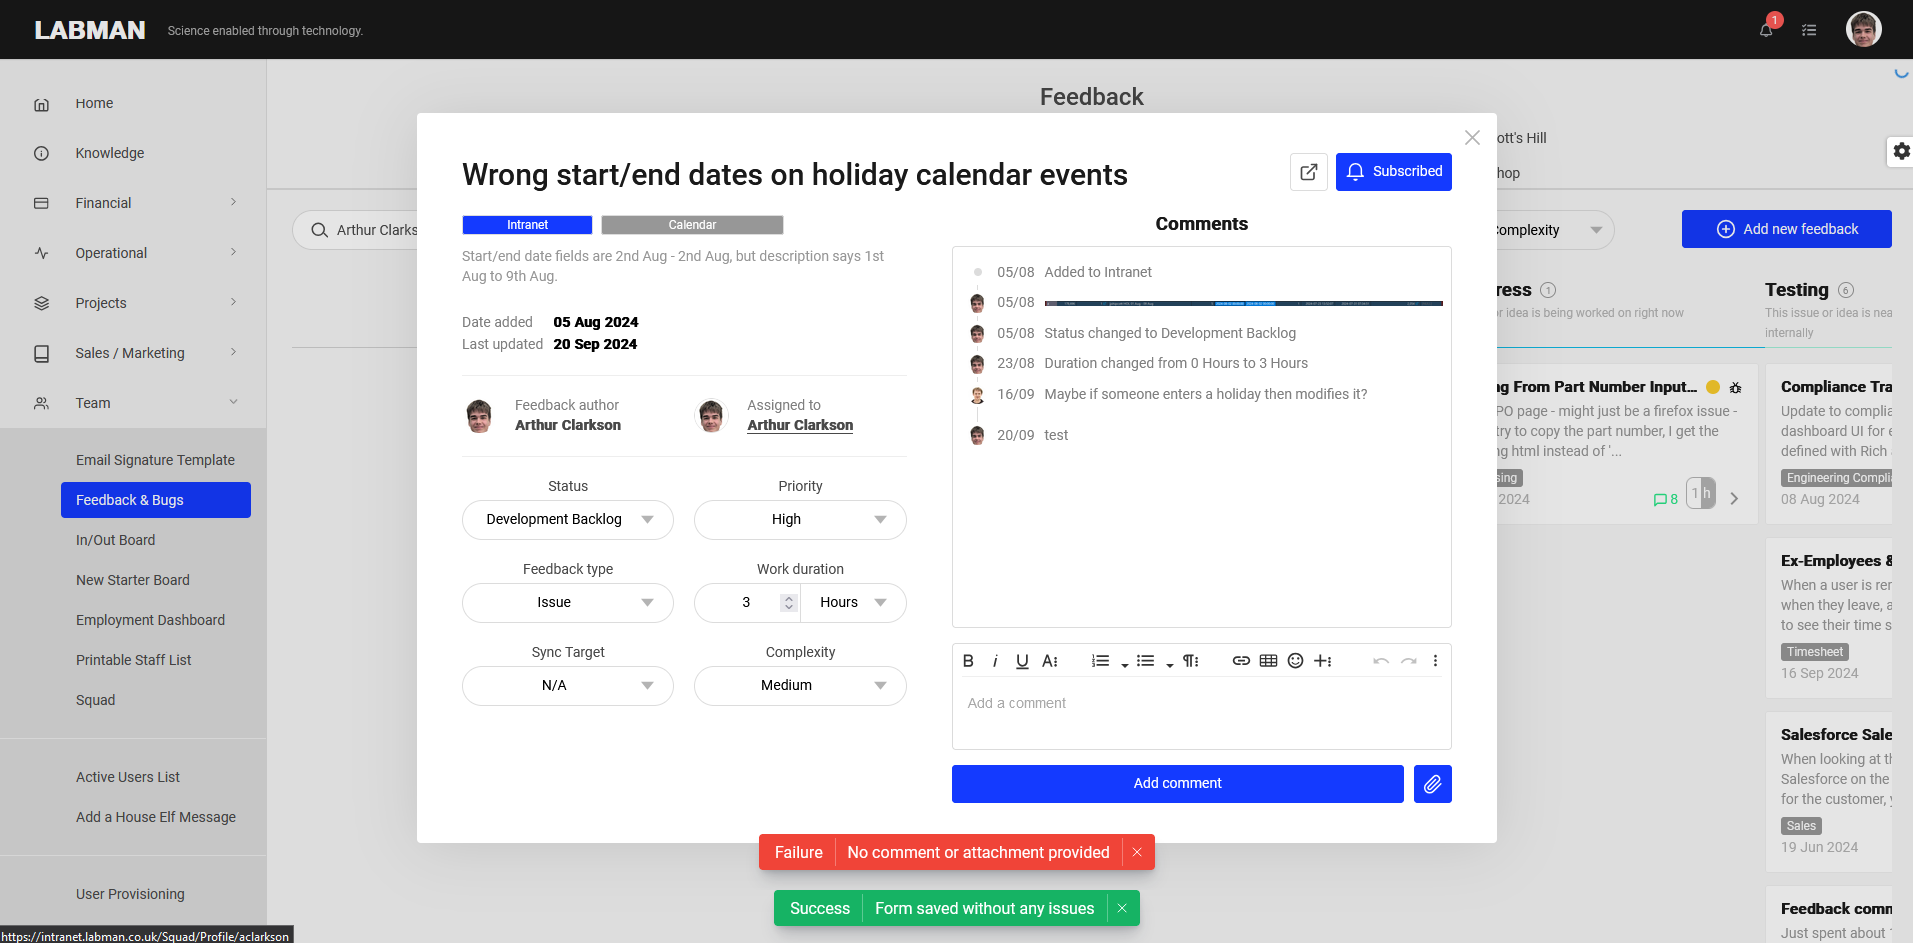 LABMAN
Science enabled through technology.
1
Home
Knowledge
Financial
Operational
Projects
Sales / Marketing
Team
Email Signature Template
Feedback & Bugs
In/Out Board
New Starter Board
Employment Dashboard
Printable Staff List
Squad
Active Users List
Add a House Elf Message
User Provisioning
https://intranet.labman.co.uk/Squad/Profile/aclarkson
Feedback
ott's Hill
hop
Arthur Clarks
omplexity
Add new feedback
Wrong start/end dates on holiday calendar events
Subscribed
Intranet
Calendar
Start/end date fields are 2nd Aug - 2nd Aug, but description says 1st
Aug to 9th Aug.
Date added 05 Aug 2024
Last updated 20 Sep 2024
Feedback author
Arthur Clarkson
Assigned to
Arthur Clarkson
Status
Development Backlog
Priority
High
Feedback type
Issue
Work duration
3
Hours
Sync Target
N/A
Complexity
Medium
Comments
05/08 Added to Intranet
05/08
05/08 Status changed to Development Backlog
23/08 Duration changed from 0 Hours to 3 Hours
16/09 Maybe if someone enters a holiday then modifies it?
20/09 test
Add a comment
Add comment
Failure No comment or attachment provided
Success Form saved without any issues
ress 1
r idea is being worked on right now
ng From Part Number Input...
PO page - might just be a firefox issue -
try to copy the part number, I get the
ng html instead of '...
sing
2024
8
1 h
Testing 6
This issue or idea is nea
internally
Compliance Tra
Update to complia
dashboard UI for e
defined with Rich
Engineering Compli
08 Aug 2024
Ex-Employees &
When a user is rer
when they leave, a
to see their time s
Timesheet
16 Sep 2024
Salesforce Sale
When looking at th
Salesforce on the
for the customer, y
Sales
19 Jun 2024
Feedback comn
Just spent about